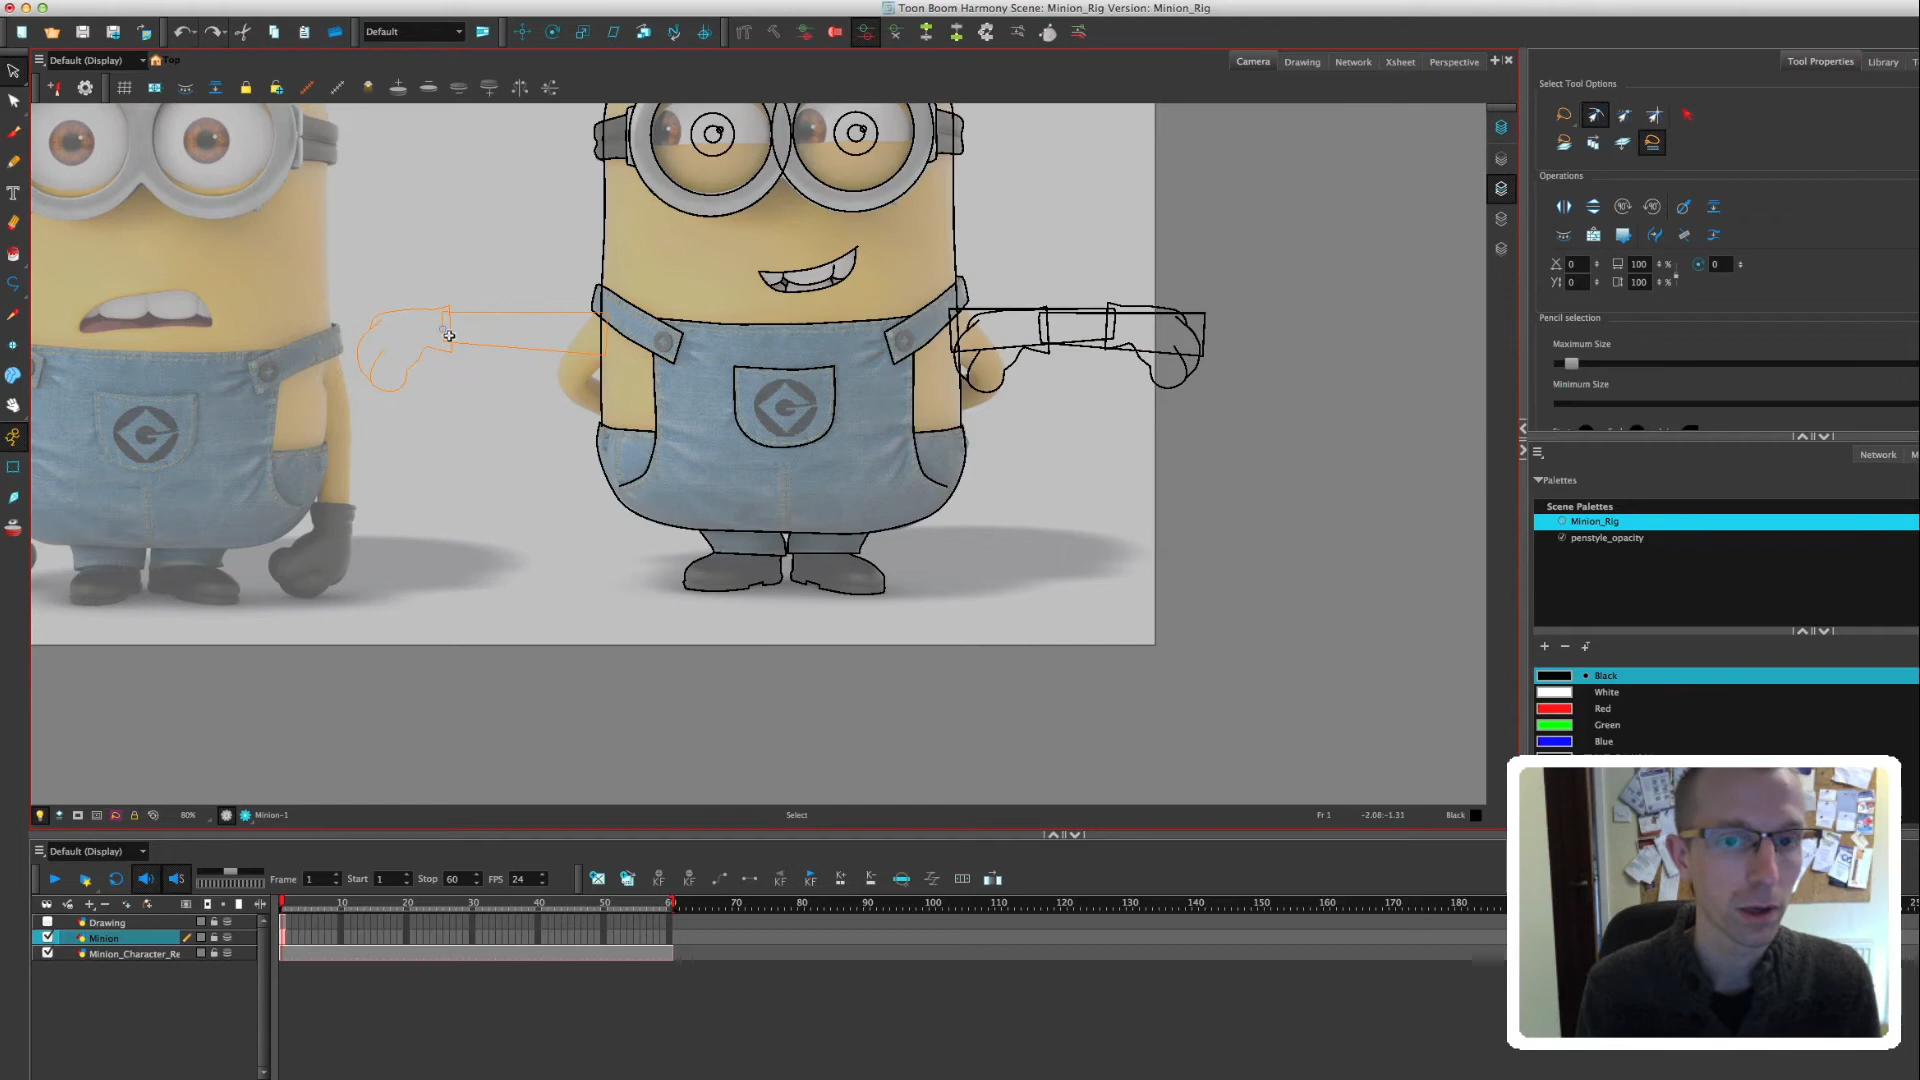 Toon Boom Harmony Scene: Minion_Rig Version: Minion_Rig
Default
Default (Display)
Top
Camera
Drawing
Network
Xsheet
Perspective
Tool Properties
Library
Select Tool Options
Operations
X 0
100 %
0
Y 0
100 %
Pencil selection
Maximum Size
Minimum Size
Network
M
Palettes
Scene Palettes
Minion_Rig
penstyle_opacity
Black
White
Red
Green
Blue
80%
Minion-1
Select
Fr 1
-2.08:-1.31
Black
Default (Display)
Frame 1
Start 1
Stop 60
FPS 24
10 20 30 40 50 6 70 80 90 100 110 120 130 140 150 160 170 180
Drawing
Minion
Minion_Character_Re